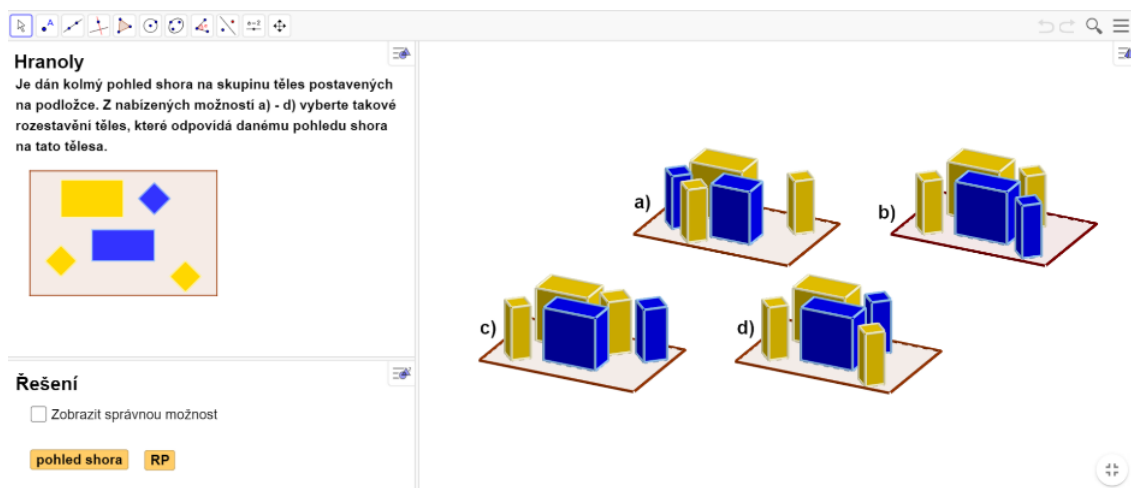 Hranoly
Je dán kolmý pohled shora na skupinu těles postavených
na podložce. Z nabízených možností a) - d) vyberte takové
rozestavění těles, které odpovídá danému pohledu shora
na tato tělesa.
a)
b)
c)
d)
Řešení
Zobrazit správnou možnost
pohled shora RP